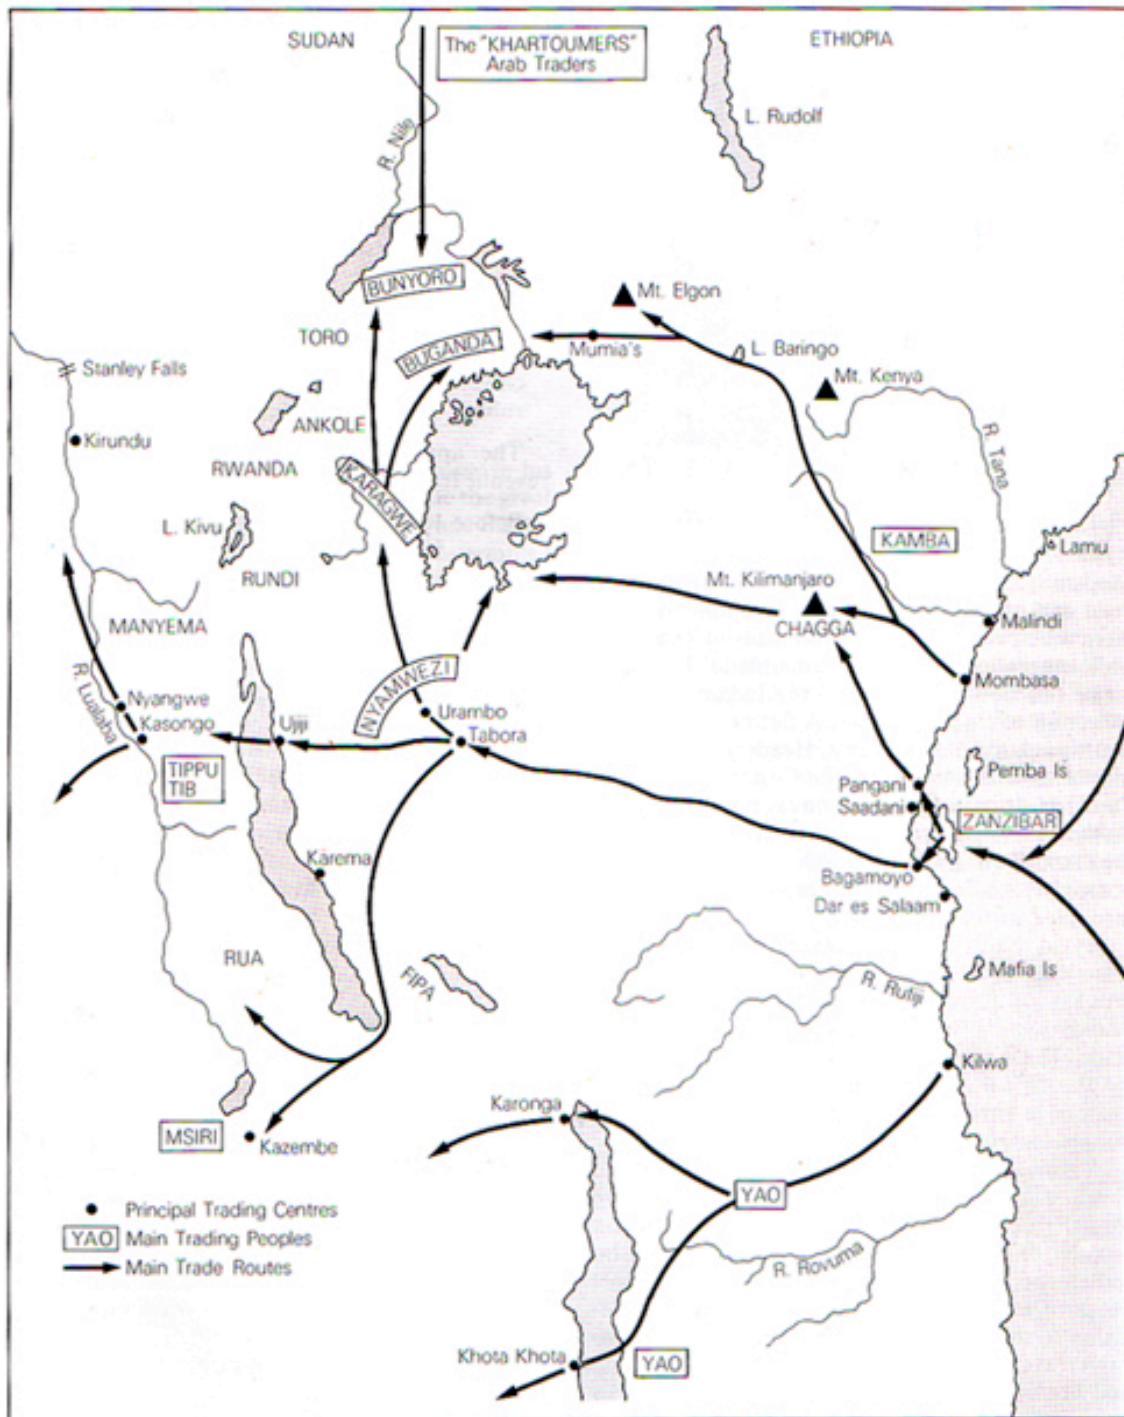 SUDAN
The "KHARTOUMERS"
Arab Traders
ETHIOPIA
L. Rudolf
R. Nile
BUNYORO
Mt. Elgon
TORO
BUGANDA
Mumia's
L. Baringo
Stanley Falls
Mt. Kenya
ANKOLE
Kirundu
R. Tana
RWANDA
KARAGWE
L. Kivu
KAMBA
Lamu
RUNDI
Mt. Kilimanjaro
MANYEMA
CHAGGA
Malindi
R. Lualaba
NYAMWEZI
Mombasa
Nyangwe
Urambo
Kasongo
Ujiji
Tabora
TIPPU
TIB
Pemba Is
Pangani
Saadani
ZANZIBAR
Karema
Bagamoyo
Dar es Salaam
RUA
FIPA
Mafia Is
R. Rufiji
Kilwa
Karonga
MSIRI
Kazembe
YAO
Principal Trading Centres
YAO Main Trading Peoples
Main Trade Routes
R. Rovuma
Khota Khota
YAO